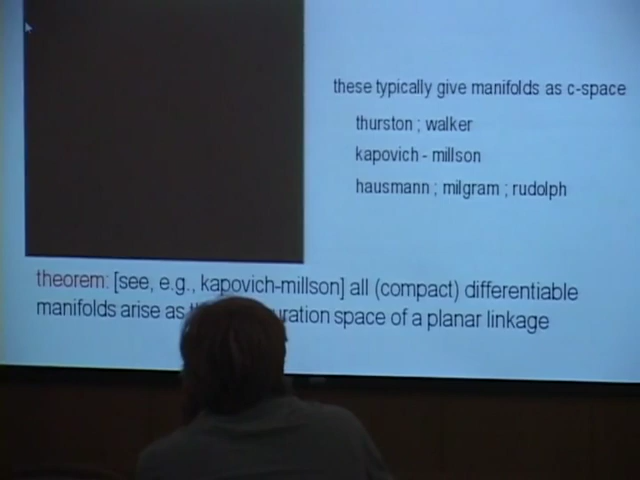 these typically give manifolds as c-space
thurston ; walker
kapovich - millson
hausmann ; milgram ; rudolph
theorem: [see, e.g., kapovich-millson] all (compact) differentiable
manifolds arise as uration space of a planar linkage